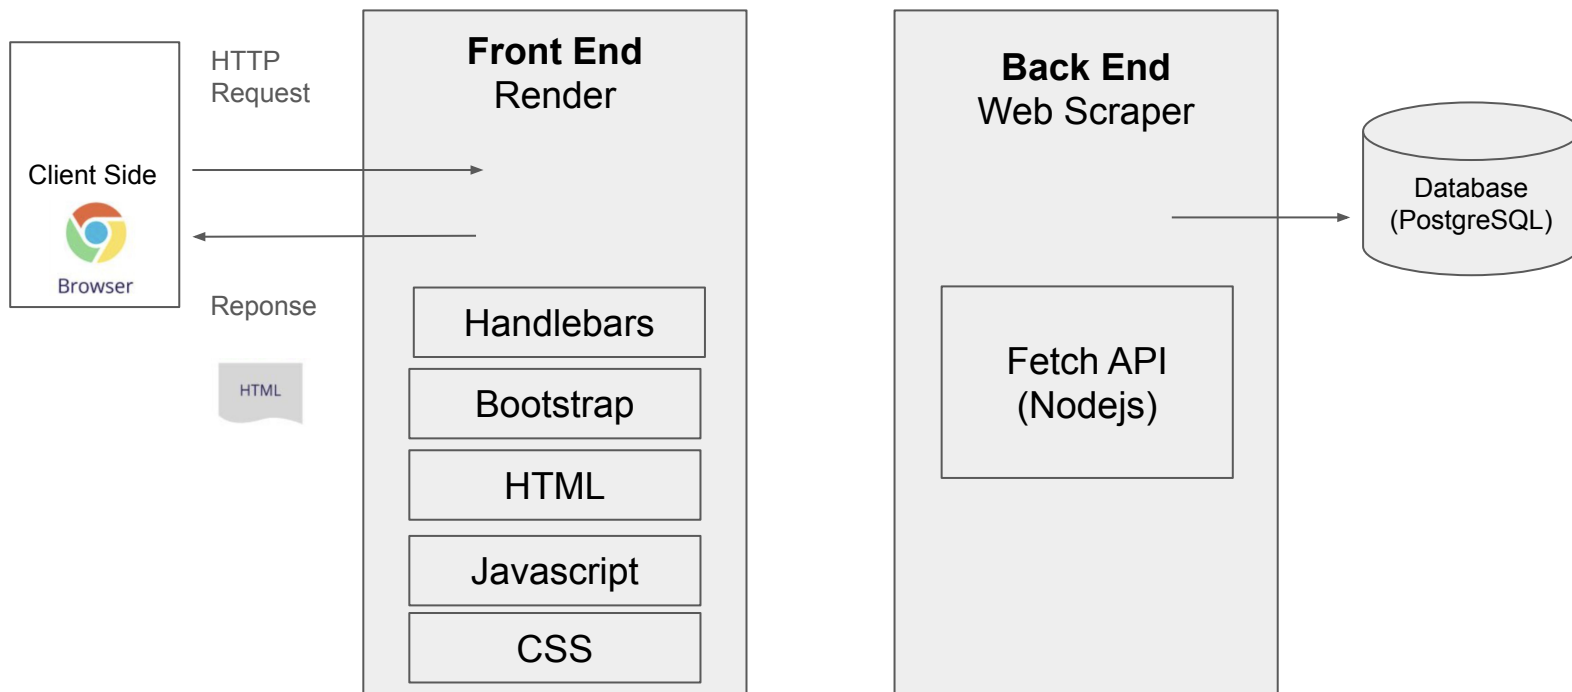 Client Side
Browser
HTTP
Request
Reponse
HTML
Front End
Render
Handlebars
Bootstrap
HTML
Javascript
CSS
Back End
Web Scraper
Fetch API
(Nodejs)
Database
(PostgreSQL)